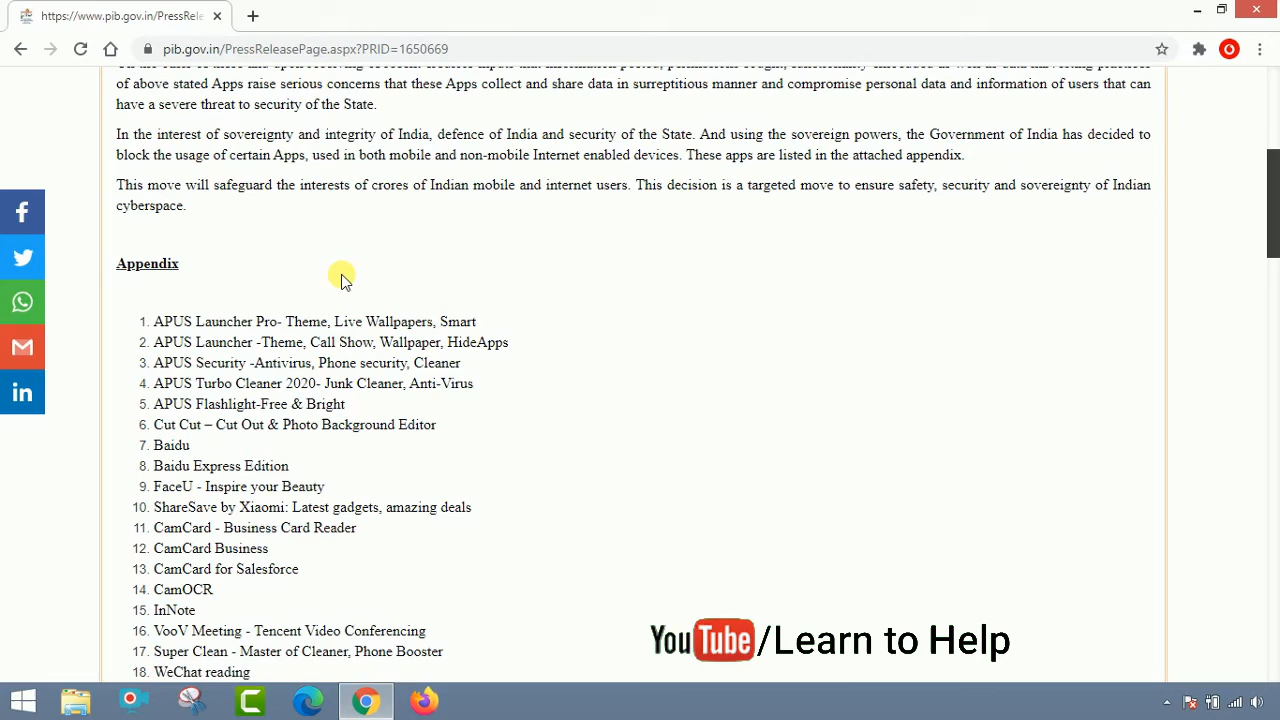 https://www.pib.gov.in/PressRele
pib.gov.in/PressReleasePage.aspx?PRID=1650669
of above stated Apps raise serious concerns that these Apps collect and share data in surreptitious manner and compromise personal data and information of users that can
have a severe threat to security of the State.
In the interest of sovereignty and integrity of India, defence of India and security of the State. And using the sovereign powers, the Government of India has decided to
block the usage of certain Apps, used in both mobile and non-mobile Internet enabled devices. These apps are listed in the attached appendix.
This move will safeguard the interests of crores of Indian mobile and internet users. This decision is a targeted move to ensure safety, security and sovereignty of Indian
cyberspace.
Appendix
1. APUS Launcher Pro- Theme, Live Wallpapers, Smart
2. APUS Launcher -Theme, Call Show, Wallpaper, HideApps
3. APUS Security -Antivirus, Phone security, Cleaner
4. APUS Turbo Cleaner 2020- Junk Cleaner, Anti-Virus
5. APUS Flashlight-Free & Bright
6. Cut Cut – Cut Out & Photo Background Editor
7. Baidu
8. Baidu Express Edition
9. FaceU - Inspire your Beauty
10. ShareSave by Xiaomi: Latest gadgets, amazing deals
11. CamCard - Business Card Reader
12. CamCard Business
13. CamCard for Salesforce
14. CamOCR
15. InNote
16. VooV Meeting - Tencent Video Conferencing
17. Super Clean - Master of Cleaner, Phone Booster
18. WeChat reading
YouTube/Learn to Help